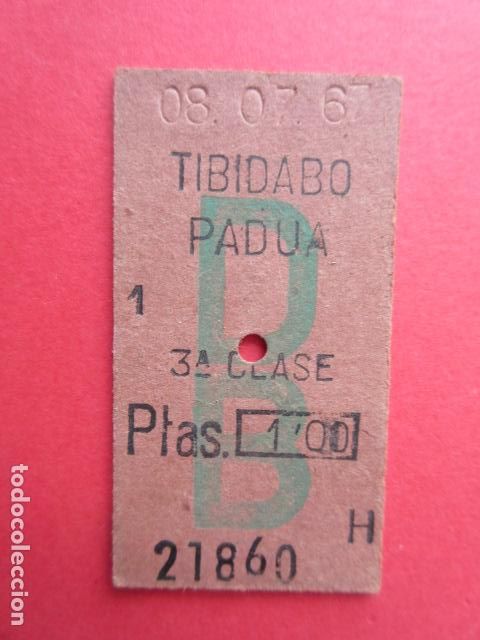 08. 07. 67
TIBIDABO
PADUA
D
1
3ª CLASE
Ptas. 1'00
B
H
21860
todocoleccion